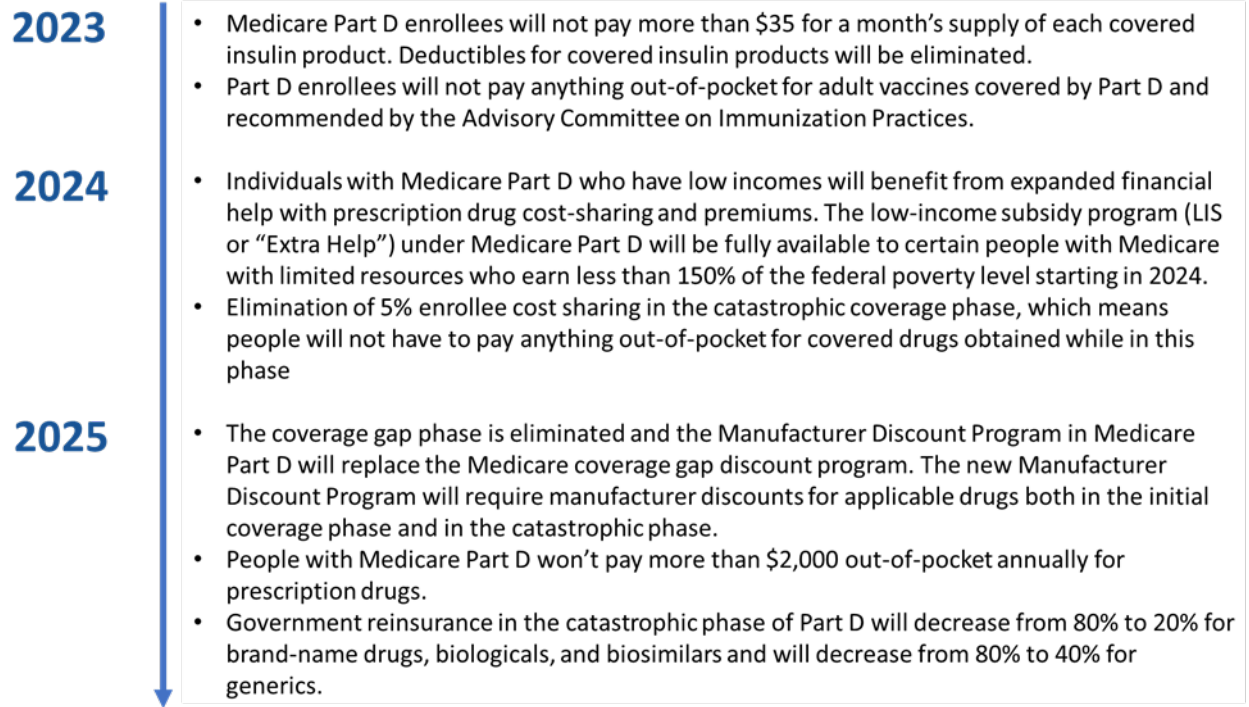 2023
• Medicare Part D enrollees will not pay more than $35 for a month's supply of each covered
insulin product. Deductibles for covered insulin products will be eliminated.
• Part D enrollees will not pay anything out-of-pocket for adult vaccines covered by Part D and
recommended by the Advisory Committee on Immunization Practices.
2024
• Individuals with Medicare Part D who have low incomes will benefit from expanded financial
help with prescription drug cost-sharing and premiums. The low-income subsidy program (LIS
or “Extra Help”) under Medicare Part D will be fully available to certain people with Medicare
with limited resources who earn less than 150% of the federal poverty level starting in 2024.
• Elimination of 5% enrollee cost sharing in the catastrophic coverage phase, which means
people will not have to pay anything out-of-pocket for covered drugs obtained while in this
phase
2025
• The coverage gap phase is eliminated and the Manufacturer Discount Program in Medicare
Part D will replace the Medicare coverage gap discount program. The new Manufacturer
Discount Program will require manufacturer discounts for applicable drugs both in the initial
coverage phase and in the catastrophic phase.
• People with Medicare Part D won't pay more than $2,000 out-of-pocket annually for
prescription drugs.
• Government reinsurance in the catastrophic phase of Part D will decrease from 80% to 20% for
brand-name drugs, biologicals, and biosimilars and will decrease from 80% to 40% for
generics.